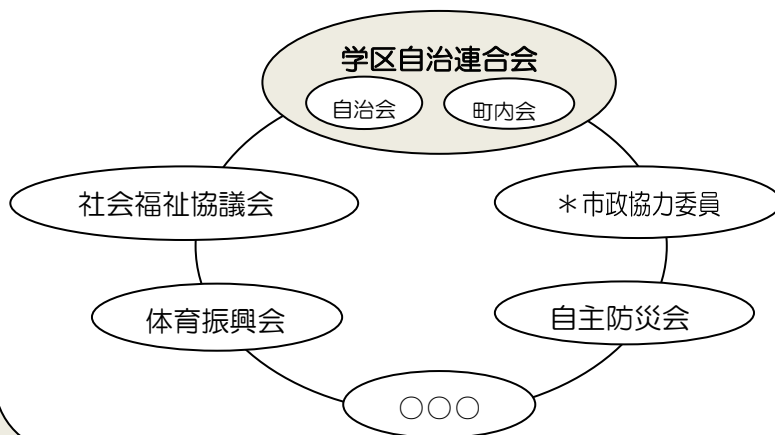 学区自治連合会
自治会
町内会
社会福祉協議会
＊市政協力委員
体育振興会
自主防災会
○○○